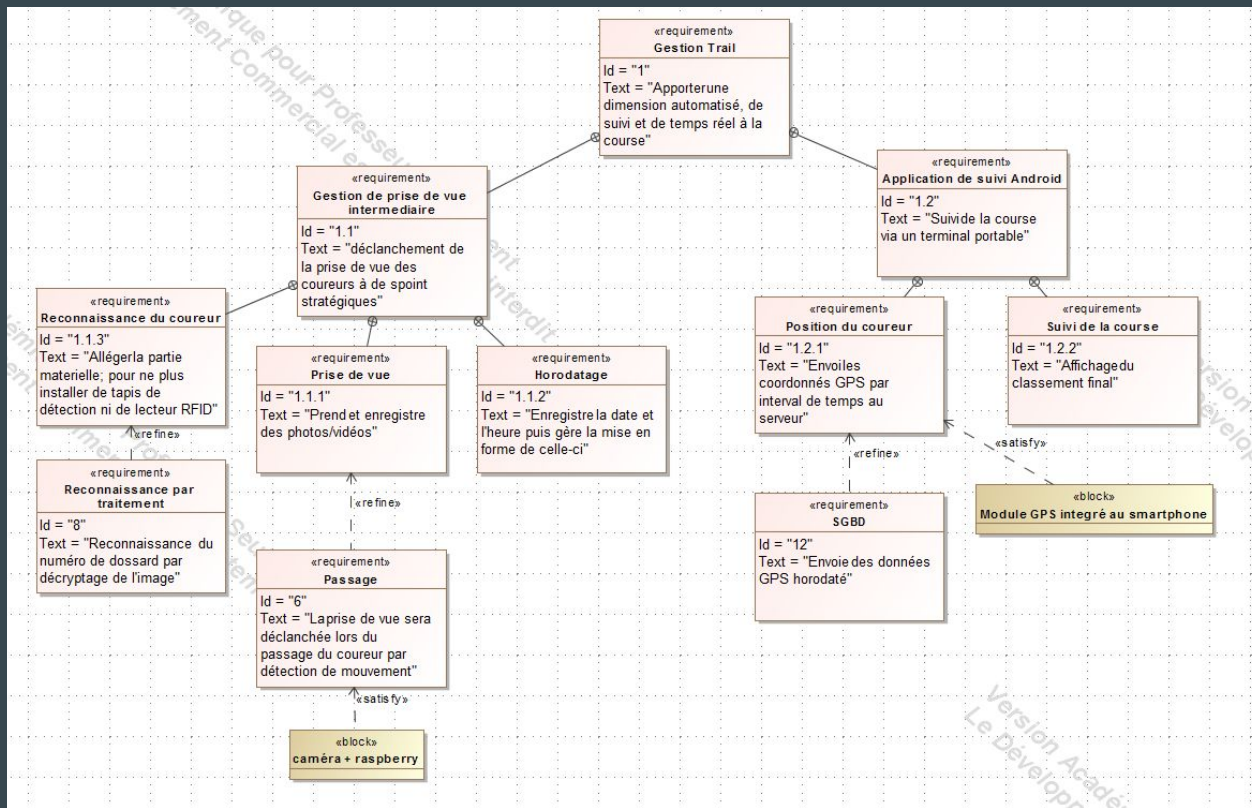 «requirement»
Gestion Trail
Id = "1"
Text = "Apporterune
dimension automatisé, de
suivi et de temps réel à la
course"
«requirement»
Gestion de prise de vue
intermediaire
Id = "1.1"
Text = "déclanchement de
la prise de vue des
coureurs à de spoint
stratégiques"
«requirement»
Application de suivi Android
Id = "1.2"
Text = "Suivide la course
via un terminal portable"
«requirement»
Reconnaissance du coureur
Id = "1.1.3"
Text = "Allégerla partie
materielle; pour ne plus
installer de tapis de
détection ni de lecteur RFID"
«requirement»
Prise de vue
Id = "1.1.1"
Text = "Prend et enregistre
des photos/vidéos"
«requirement»
Horodatage
Id = "1.1.2"
Text = "Enregistre la date et
l'heure puis gère la mise en
forme de celle-ci"
«requirement»
Position du coureur
Id = "1.2.1"
Text = "Envoiles
coordonnés GPS par
interval de temps au
serveur"
«requirement»
Suivi de la course
Id = "1.2.2"
Text = "Affichagedu
classement final"
«refine»
«requirement»
Reconnaissance par
traitement
Id = "8"
Text = "Reconnaissance du
numéro de dossard par
décryptage de l'image"
«refine»
«requirement»
Passage
Id = "6"
Text = "Laprise de vue sera
déclanchée lors du
passage du coureur par
détection de mouvement"
«satisfy»
«block»
caméra + raspberry
«refine»
«requirement»
SGBD
Id = "12"
Text = "Envoie des données
GPS horodaté"
«satisfy»
«block»
Module GPS integré au smartphone
pour Professeu
Commercial es
Interdit
Version Acadé
Le Dévelop